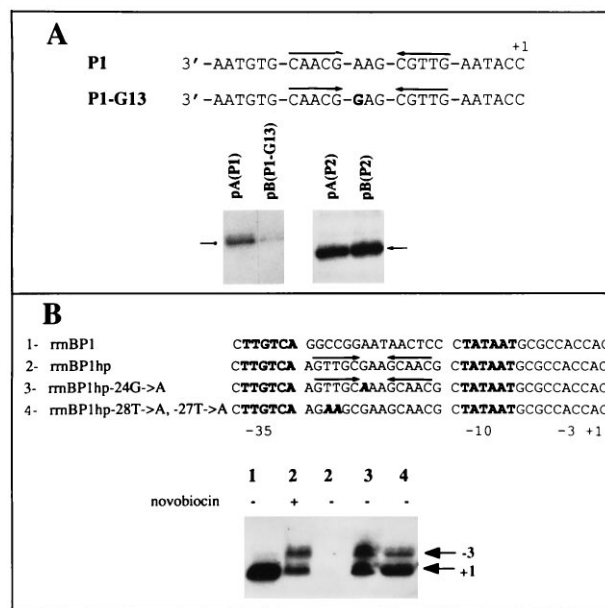 A
+1
P1 3'-AATGTG-CAACG-AAG-CGTTG-AATACC
P1-G13 3'-AATGTG-CAACG-GAG-CGTTG-AATACC
pA(P1)
pB(P1-G13)
pA(P2)
pB(P2)
B
1- rrnBP1 CTTGTCA GGCCGGAATAACTCC CTATAATGCGCCACCAC
2- rrnBP1hp CTTGTCA AGTTGCGAAGCAACG CTATAATGCGCCACCAC
3- rrnBP1hp-24G->A CTTGTCA AGTTGCAAAGCAACG CTATAATGCGCCACCAC
4- rrnBP1hp-28T->A, -27T->A CTTGTCA AGAAGCGAAGCAACG CTATAATGCGCCACCAC
-35 -10 -3 +1
1 2 2 3 4
novobiocin - + - - -
-3
+1